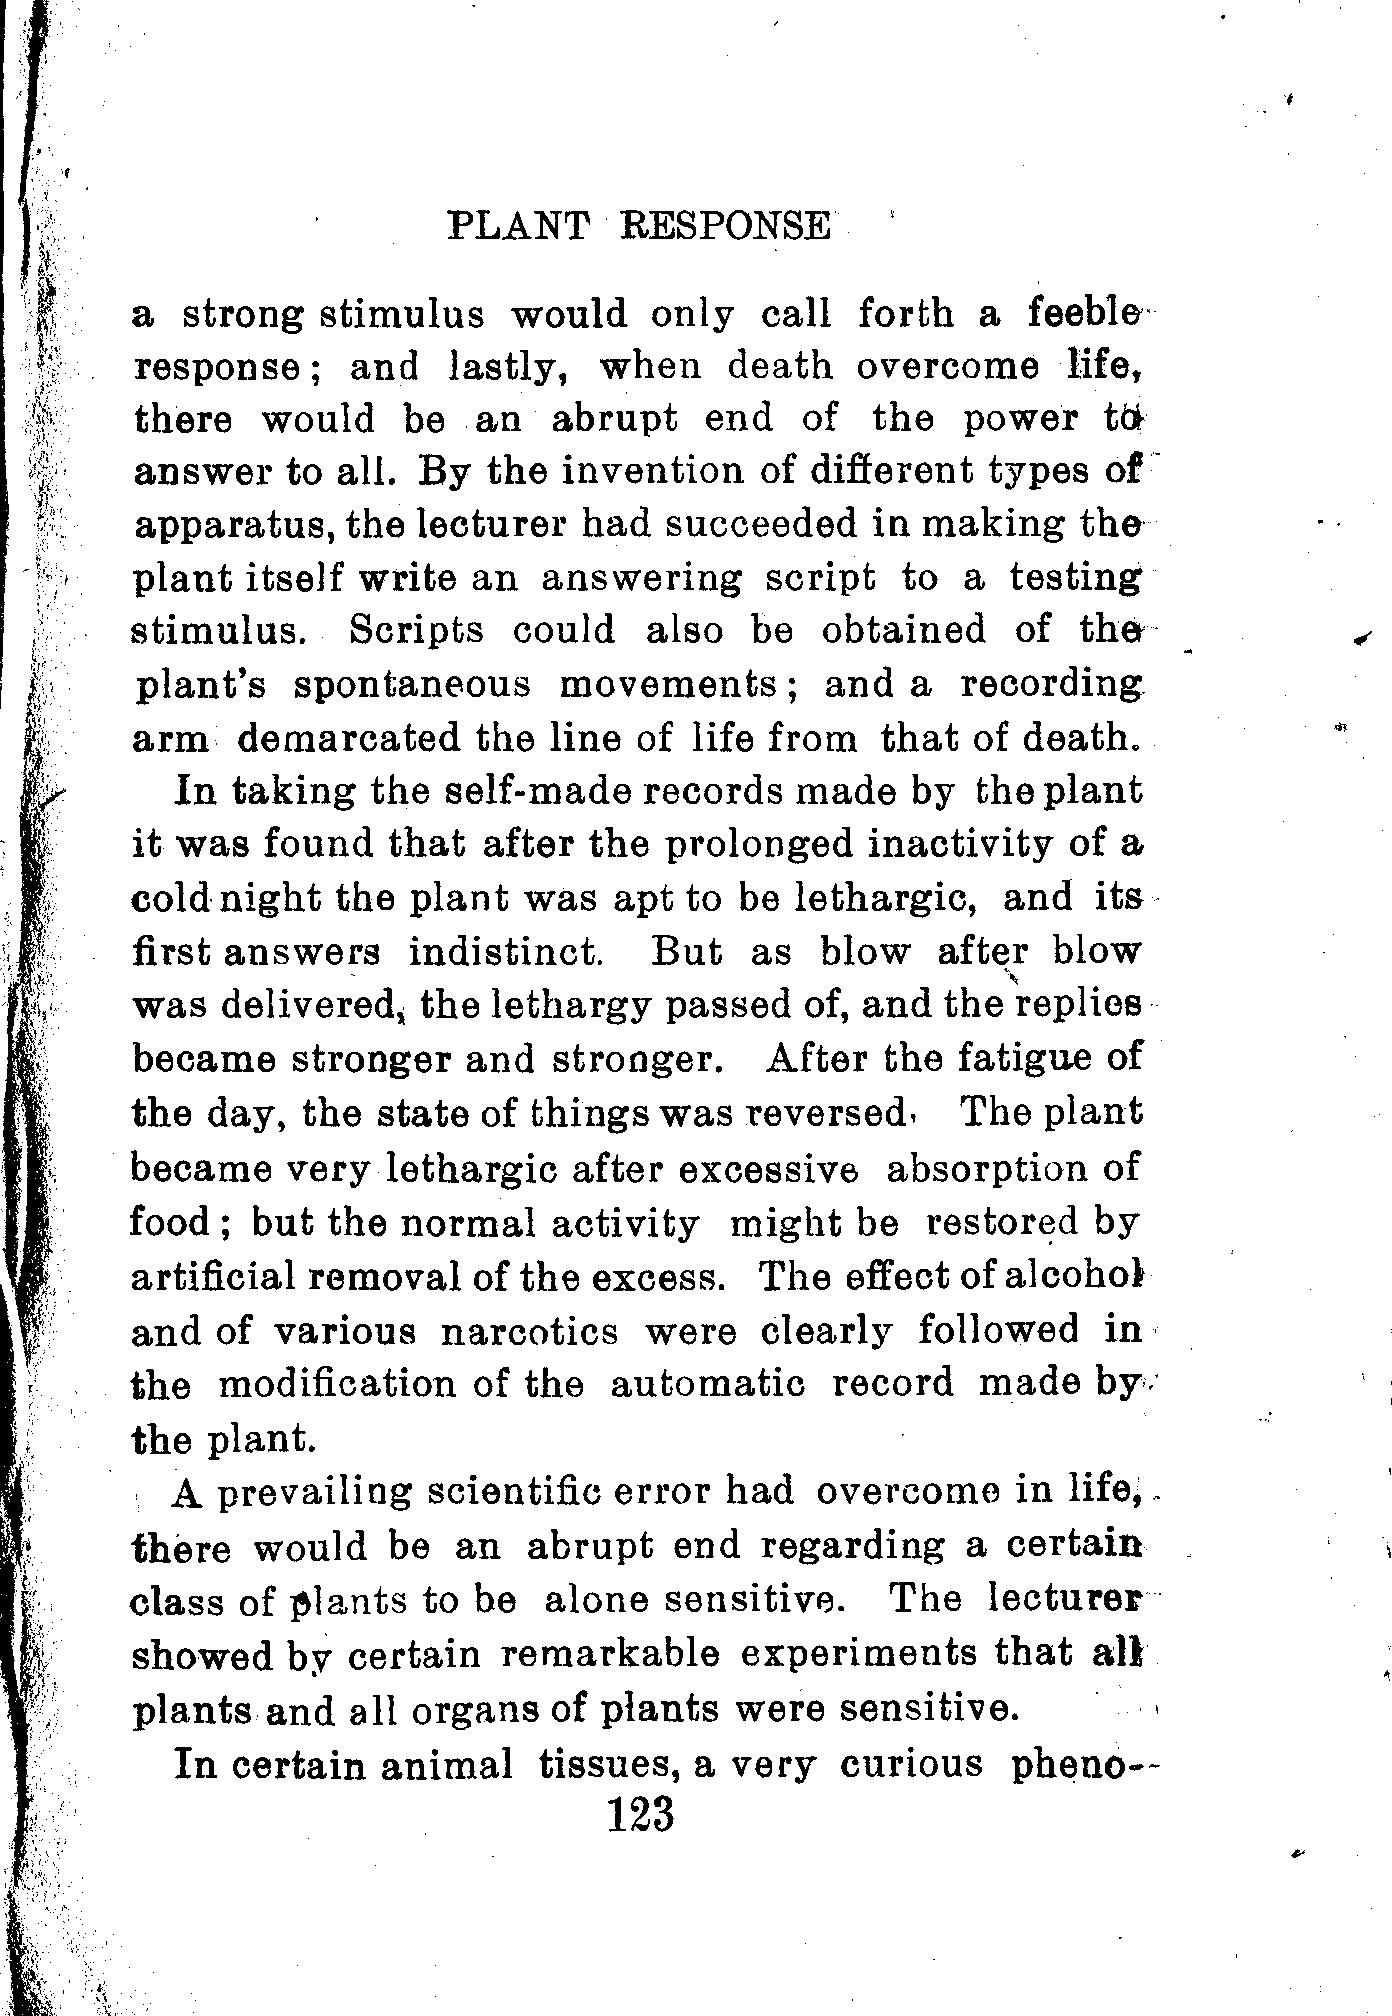 PLANT RESPONSE
a strong stimulus would only call forth a feeble
response; and lastly, when death overcome life,
there would be an abrupt end of the power to
answer to all. By the invention of different types of
apparatus, the lecturer had succeeded in making the
plant itself write an answering script to a testing
stimulus. Scripts could also be obtained of the
plant's spontaneous movements; and a recording
arm demarcated the line of life from that of death.
In taking the self-made records made by the plant
it was found that after the prolonged inactivity of a
cold night the plant was apt to be lethargic, and its
first answers indistinct. But as blow after blow
was delivered, the lethargy passed of, and the replies
became stronger and stronger. After the fatigue of
the day, the state of things was reversed, The plant
became very lethargic after excessive absorption of
food; but the normal activity might be restored by
artificial removal of the excess. The effect of alcohol
and of various narcotics were clearly followed in
the modification of the automatic record made by
the plant.
A prevailing scientific error had overcome in life,
there would be an abrupt end regarding a certain
class of plants to be alone sensitive. The lecturer
showed by certain remarkable experiments that all
plants and all organs of plants were sensitive.
In certain animal tissues, a very curious pheno-
123